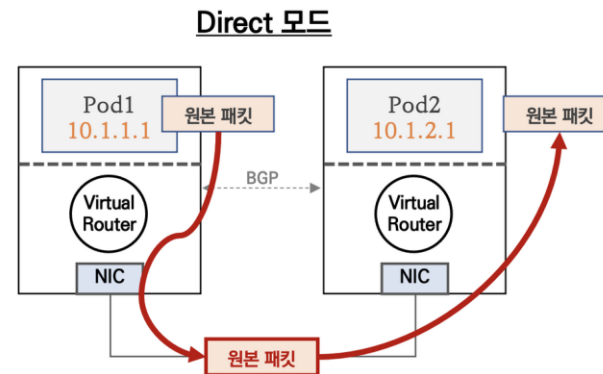 Direct 모드
Pod1
10.1.1.1
원본 패킷
Pod2
10.1.2.1
원본 패킷
BGP
Virtual
Router
Virtual
Router
NIC
NIC
원본 패킷